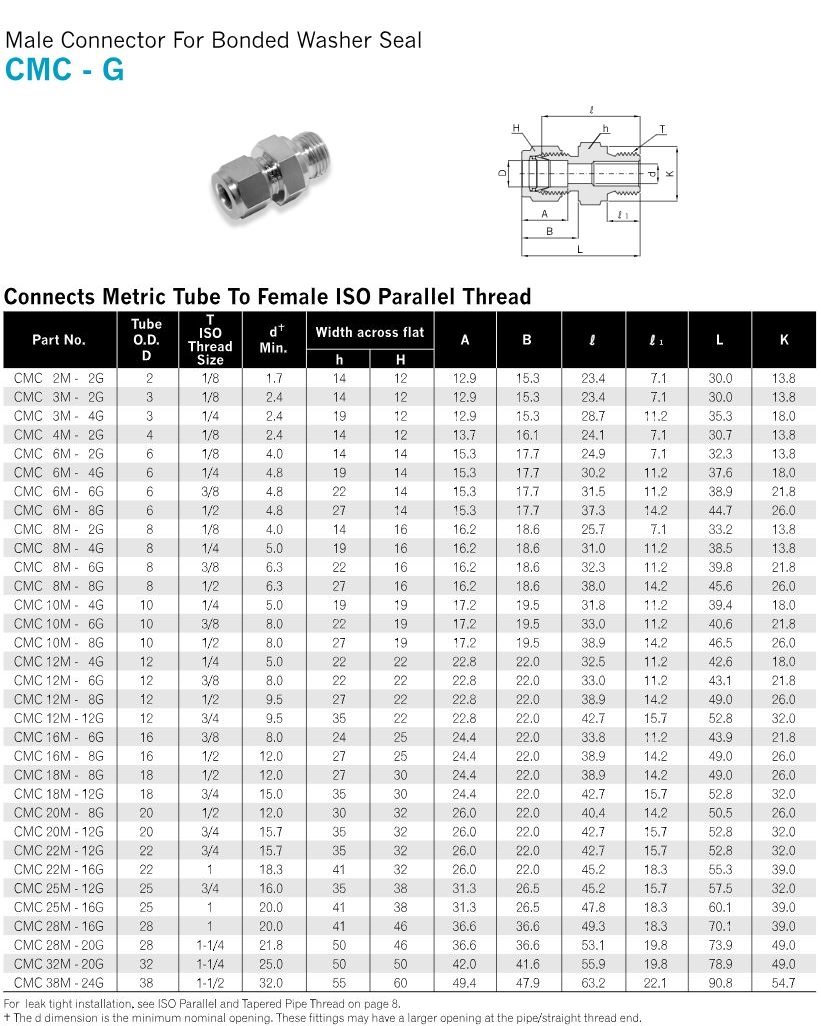 Male Connector For Bonded Washer Seal
CMC - G
ℓ
H h T
D d K
A ℓ1
B
L
Connects Metric Tube To Female ISO Parallel Thread
Part No. Tube O.D. D T ISO Thread Size d† Min. Width across flat h H A B ℓ ℓ1 L K
CMC 2M - 2G 2 1/8 1.7 14 12 12.9 15.3 23.4 7.1 30.0 13.8
CMC 3M - 2G 3 1/8 2.4 14 12 12.9 15.3 23.4 7.1 30.0 13.8
CMC 3M - 4G 3 1/4 2.4 19 12 12.9 15.3 28.7 11.2 35.3 18.0
CMC 4M - 2G 4 1/8 2.4 14 12 13.7 16.1 24.1 7.1 30.7 13.8
CMC 6M - 2G 6 1/8 4.0 14 14 15.3 17.7 24.9 7.1 32.3 13.8
CMC 6M - 4G 6 1/4 4.8 19 14 15.3 17.7 30.2 11.2 37.6 18.0
CMC 6M - 6G 6 3/8 4.8 22 14 15.3 17.7 31.5 11.2 38.9 21.8
CMC 6M - 8G 6 1/2 4.8 27 14 15.3 17.7 37.3 14.2 44.7 26.0
CMC 8M - 2G 8 1/8 4.0 14 16 16.2 18.6 25.7 7.1 33.2 13.8
CMC 8M - 4G 8 1/4 5.0 19 16 16.2 18.6 31.0 11.2 38.5 13.8
CMC 8M - 6G 8 3/8 6.3 22 16 16.2 18.6 32.3 11.2 39.8 21.8
CMC 8M - 8G 8 1/2 6.3 27 16 16.2 18.6 38.0 14.2 45.6 26.0
CMC 10M - 4G 10 1/4 5.0 19 19 17.2 19.5 31.8 11.2 39.4 18.0
CMC 10M - 6G 10 3/8 8.0 22 19 17.2 19.5 33.0 11.2 40.6 21.8
CMC 10M - 8G 10 1/2 8.0 27 19 17.2 19.5 38.9 14.2 46.5 26.0
CMC 12M - 4G 12 1/4 5.0 22 22 22.8 22.0 32.5 11.2 42.6 18.0
CMC 12M - 6G 12 3/8 8.0 22 22 22.8 22.0 33.0 11.2 43.1 21.8
CMC 12M - 8G 12 1/2 9.5 27 22 22.8 22.0 38.9 14.2 49.0 26.0
CMC 12M - 12G 12 3/4 9.5 35 22 22.8 22.0 42.7 15.7 52.8 32.0
CMC 16M - 6G 16 3/8 8.0 24 25 24.4 22.0 33.8 11.2 43.9 21.8
CMC 16M - 8G 16 1/2 12.0 27 25 24.4 22.0 38.9 14.2 49.0 26.0
CMC 18M - 8G 18 1/2 12.0 27 30 24.4 22.0 38.9 14.2 49.0 26.0
CMC 18M - 12G 18 3/4 15.0 35 30 24.4 22.0 42.7 15.7 52.8 32.0
CMC 20M - 8G 20 1/2 12.0 30 32 26.0 22.0 40.4 14.2 50.5 26.0
CMC 20M - 12G 20 3/4 15.7 35 32 26.0 22.0 42.7 15.7 52.8 32.0
CMC 22M - 12G 22 3/4 15.7 35 32 26.0 22.0 42.7 15.7 52.8 32.0
CMC 22M - 16G 22 1 18.3 41 32 26.0 22.0 45.2 18.3 55.3 39.0
CMC 25M - 12G 25 3/4 16.0 35 38 31.3 26.5 45.2 15.7 57.5 32.0
CMC 25M - 16G 25 1 20.0 41 38 31.3 26.5 47.8 18.3 60.1 39.0
CMC 28M - 16G 28 1 20.0 41 46 36.6 36.6 49.3 18.3 70.1 39.0
CMC 28M - 20G 28 1-1/4 21.8 50 46 36.6 36.6 53.1 19.8 73.9 49.0
CMC 32M - 20G 32 1-1/4 25.0 50 50 42.0 41.6 55.9 19.8 78.9 49.0
CMC 38M - 24G 38 1-1/2 32.0 55 60 49.4 47.9 63.2 22.1 90.8 54.7
For leak tight installation, see ISO Parallel and Tapered Pipe Thread on page 8.
† The d dimension is the minimum nominal opening. These fittings may have a larger opening at the pipe/straight thread end.